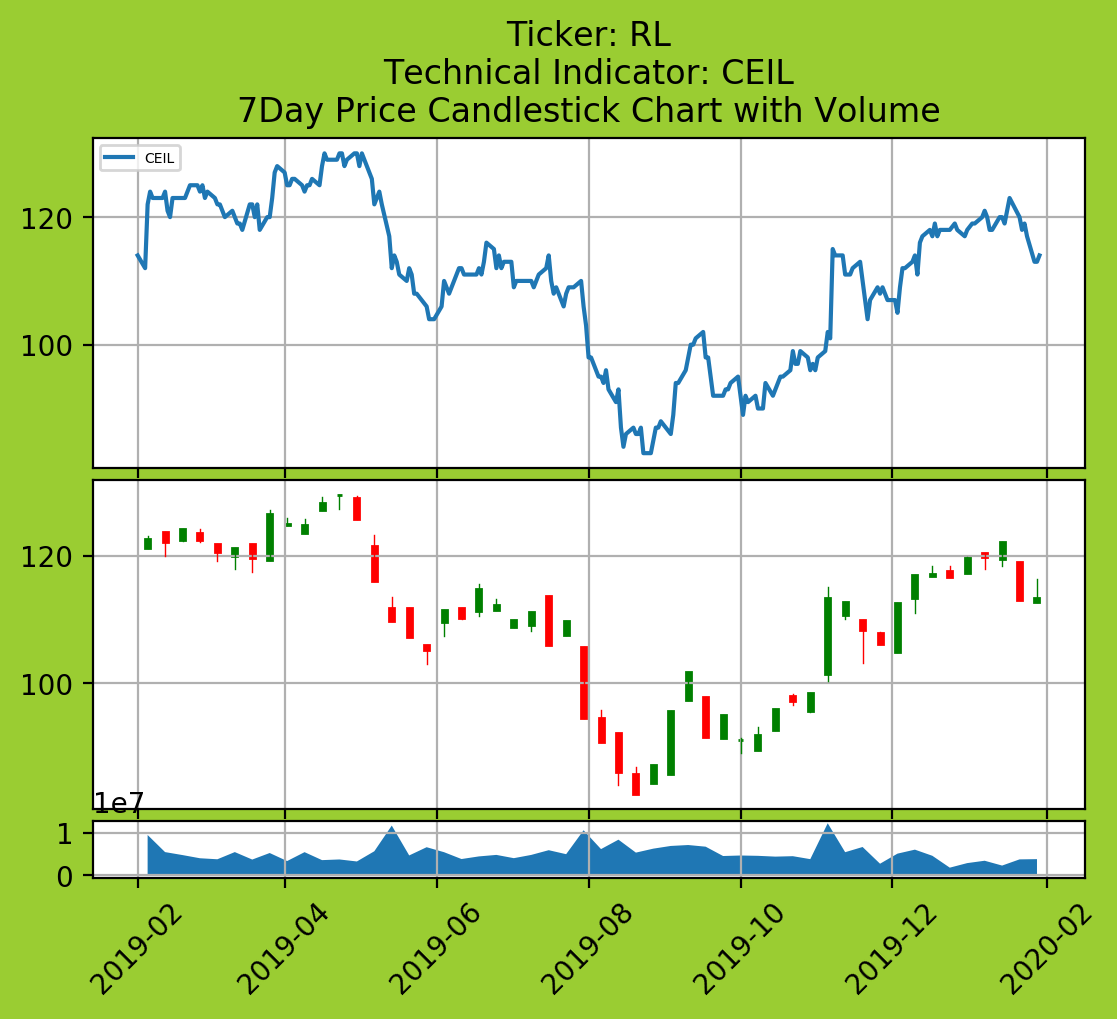 Ticker: RL
Technical Indicator: CEIL
7Day Price Candlestick Chart with Volume
CEIL
120
100
120
100
1e7
1
0
2019-02
2019-04
2019-06
2019-08
2019-10
2019-12
2020-02